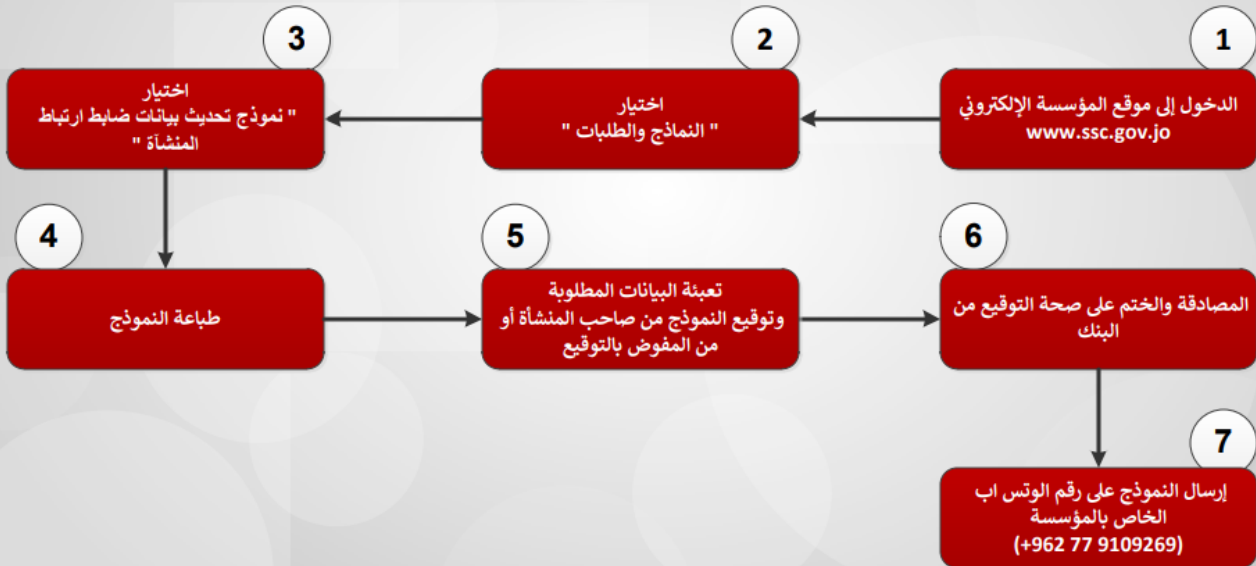 1
الدخول إلى موقع المؤسسة الإلكتروني
www.ssc.gov.jo
2
اختيار
" النماذج والطلبات "
3
اختيار
" نموذج تحديث بيانات ضابط ارتباط
المنشآة "
4
طباعة النموذج
5
تعبئة البيانات المطلوبة
وتوقيع النموذج من صاحب المنشأة أو
من المفوض بالتوقيع
6
المصادقة والختم على صحة التوقيع من
البنك
7
إرسال النموذج على رقم الوتس اب
الخاص بالمؤسسة
(+962 77 9109269)